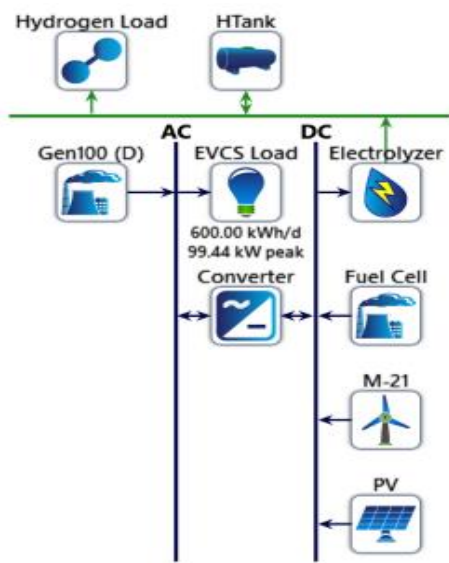 Hydrogen Load HTank
AC DC
Gen100 (D) EVCS Load Electrolyzer
600.00 kWh/d
99.44 kW peak
Converter Fuel Cell
M-21
PV